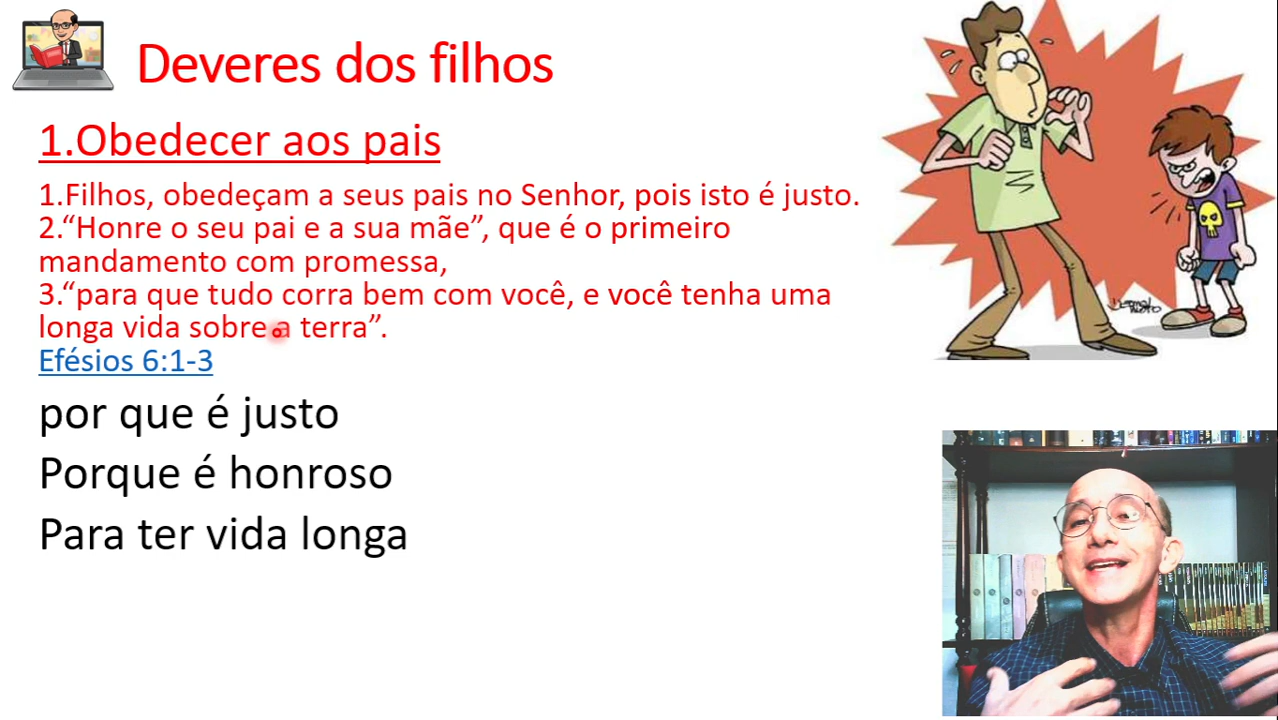 Deveres dos filhos
1.Obedecer aos pais
1.Filhos, obedeçam a seus pais no Senhor, pois isto é justo.
2.“Honre o seu pai e a sua mãe”, que é o primeiro
mandamento com promessa,
3.“para que tudo corra bem com você, e você tenha uma
longa vida sobre a terra”.
Efésios 6:1-3
por que é justo
Porque é honroso
Para ter vida longa